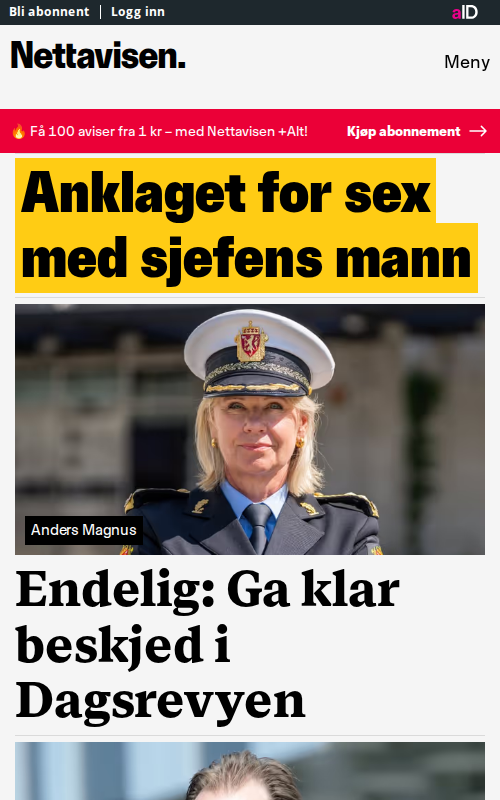 Bli abonnent | Logg inn
aID
Nettavisen.
Meny
🔥 Få 100 aviser fra 1 kr – med Nettavisen +Alt!
Kjøp abonnement →
Anklaget for sex
med sjefens mann
Anders Magnus
Endelig: Ga klar
beskjed i
Dagsrevyen